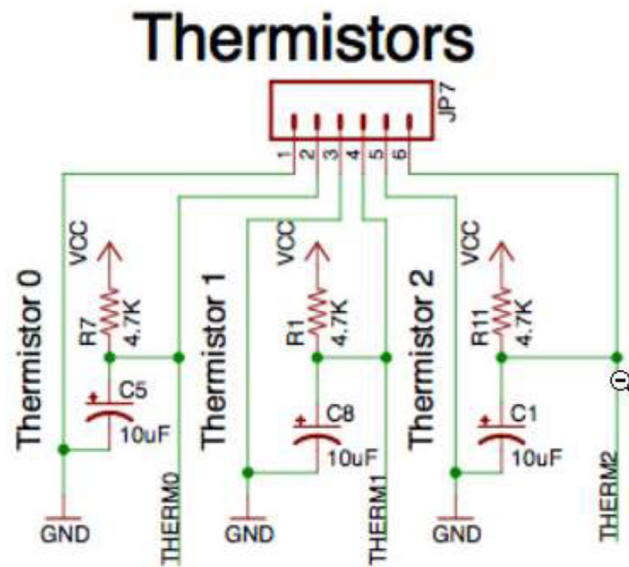 Thermistors
JP7
1
2
3
4
5
6
Thermistor 0
VCC
R7
4.7K
C5
10uF
GND
THERM0
Thermistor 1
VCC
R1
4.7K
C8
10uF
GND
THERM1
Thermistor 2
VCC
R11
4.7K
C1
10uF
GND
THERM2